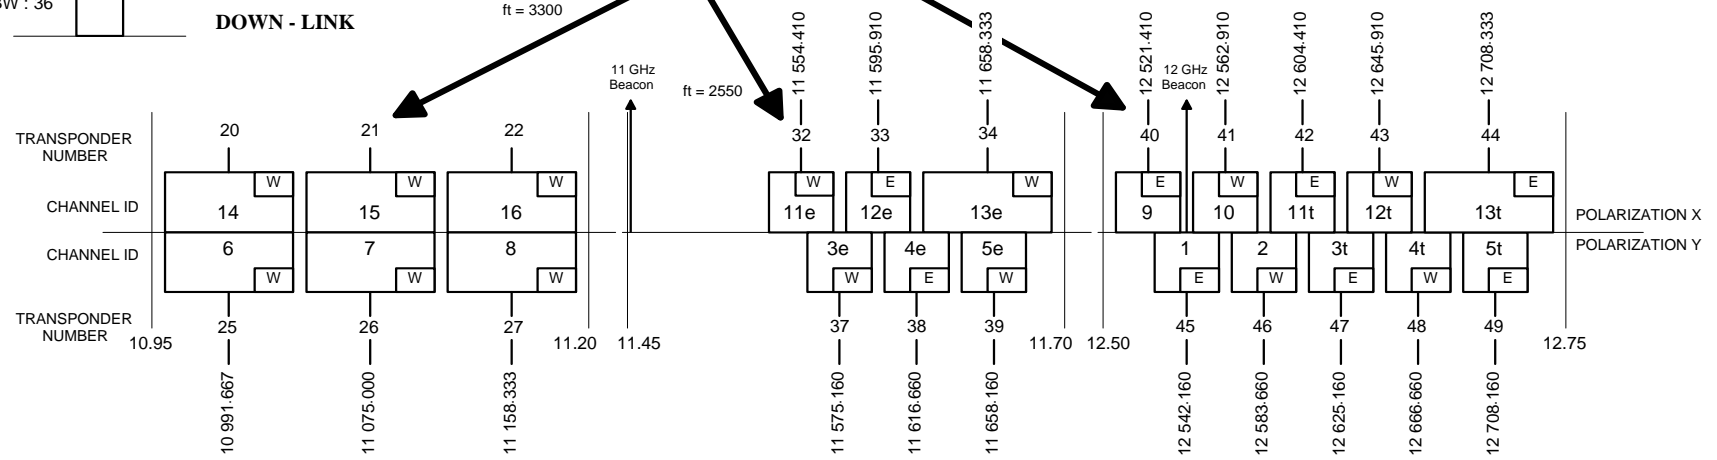 BW : 36
DOWN - LINK
ft = 3300
11 GHz
Beacon
ft = 2550
11 554.410
11 595.910
11 658.333
12 521.410
12 562.910
12 604.410
12 645.910
12 708.333
12 GHz
Beacon
TRANSPONDER
NUMBER
20 21 22 32 33 34 40 41 42 43 44
W W W W E W E W E W E
CHANNEL ID
14 15 16 11e 12e 13e 9 10 11t 12t 13t
POLARIZATION X
POLARIZATION Y
CHANNEL ID
6 7 8 3e 4e 5e 1 2 3t 4t 5t
W W W W E W E W E W E
TRANSPONDER
NUMBER
25 26 27 37 38 39 45 46 47 48 49
10.95 11.20 11.45 11.70 12.50 12.75
10 991.667
11 075.000
11 158.333
11 575.160
11 616.660
11 658.160
12 542.160
12 583.660
12 625.160
12 666.660
12 708.160